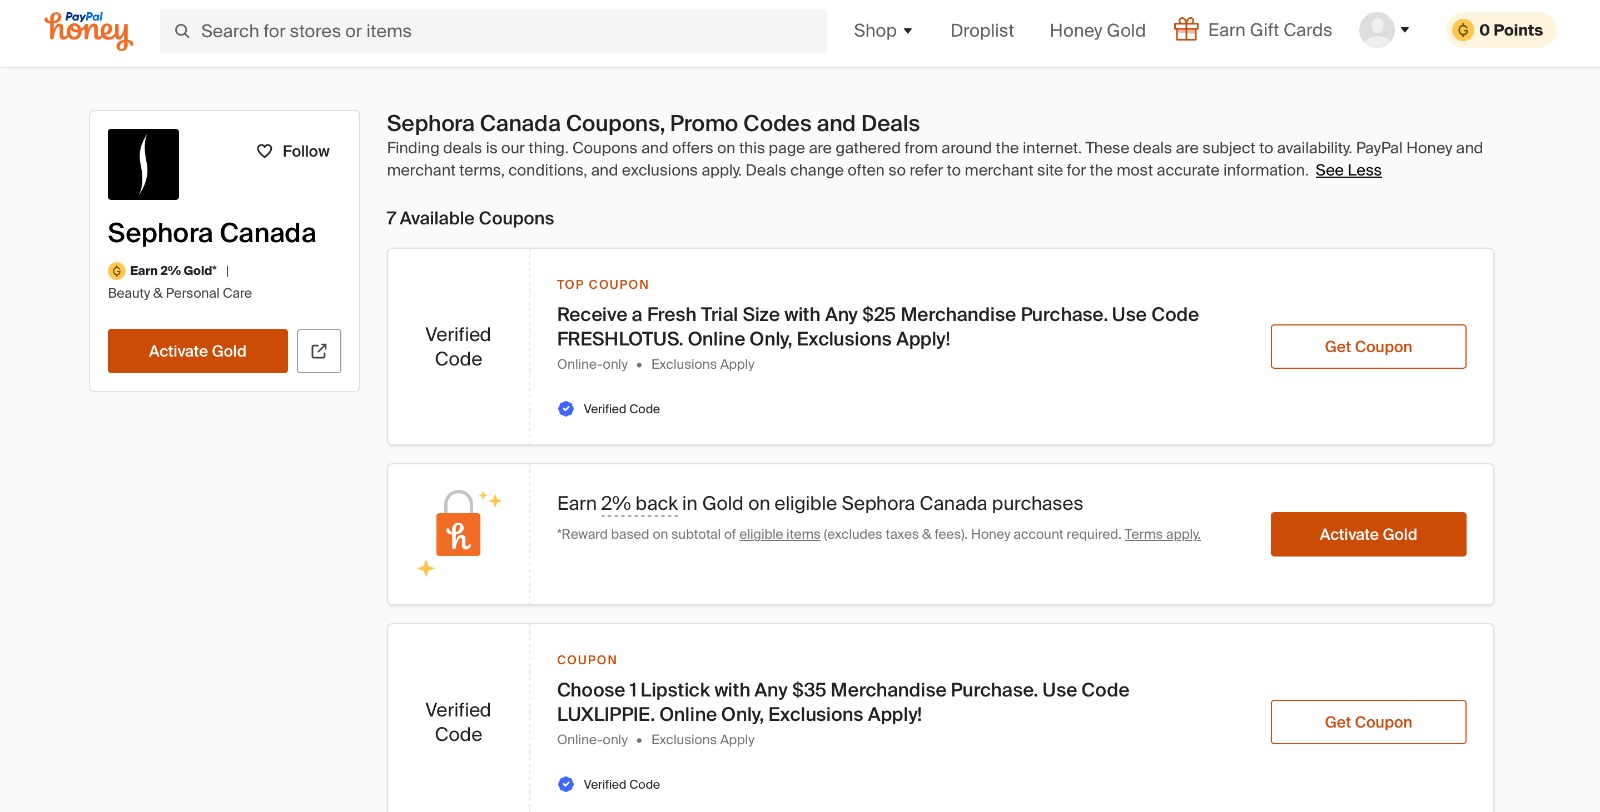 PayPal
honey
Search for stores or items
Shop
Droplist
Honey Gold
Earn Gift Cards
0 Points
Follow
Sephora Canada
Earn 2% Gold* |
Beauty & Personal Care
Activate Gold
Sephora Canada Coupons, Promo Codes and Deals
Finding deals is our thing. Coupons and offers on this page are gathered from around the internet. These deals are subject to availability. PayPal Honey and
merchant terms, conditions, and exclusions apply. Deals change often so refer to merchant site for the most accurate information. See Less
7 Available Coupons
Verified
Code
TOP COUPON
Receive a Fresh Trial Size with Any $25 Merchandise Purchase. Use Code
FRESHLOTUS. Online Only, Exclusions Apply!
Online-only • Exclusions Apply
Verified Code
Get Coupon
h
Earn 2% back in Gold on eligible Sephora Canada purchases
*Reward based on subtotal of eligible items (excludes taxes & fees). Honey account required. Terms apply.
Activate Gold
Verified
Code
COUPON
Choose 1 Lipstick with Any $35 Merchandise Purchase. Use Code
LUXLIPPIE. Online Only, Exclusions Apply!
Online-only • Exclusions Apply
Verified Code
Get Coupon